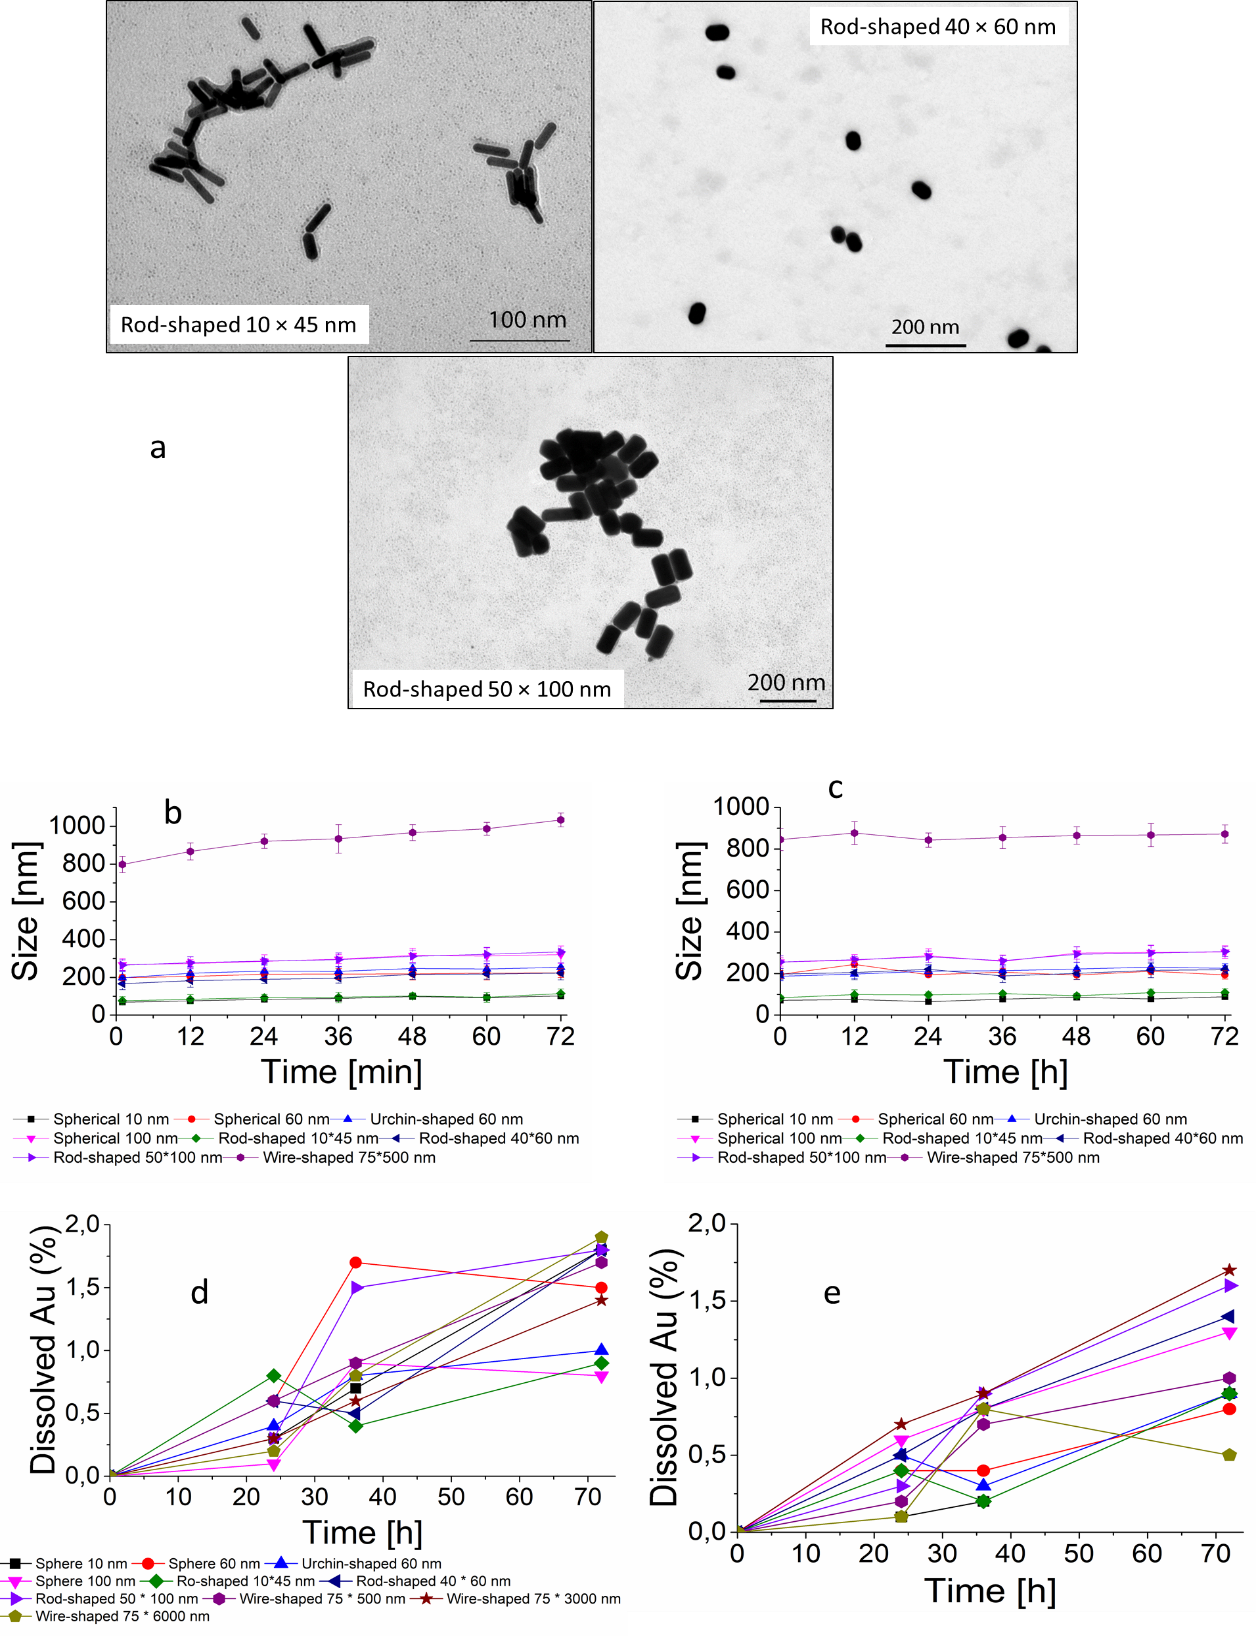 Rod-shaped 10 × 45 nm
100 nm
Rod-shaped 40 × 60 nm
200 nm
a
Rod-shaped 50 × 100 nm
200 nm
b
Size [nm]
1000
800
600
400
200
0
0 12 24 36 48 60 72
Time [min]
Spherical 10 nm Spherical 60 nm Urchin-shaped 60 nm
Spherical 100 nm Rod-shaped 10*45 nm Rod-shaped 40*60 nm
Rod-shaped 50*100 nm Wire-shaped 75*500 nm
c
Size [nm]
1000
800
600
400
200
0
0 12 24 36 48 60 72
Time [h]
Spherical 10 nm Spherical 60 nm Urchin-shaped 60 nm
Spherical 100 nm Rod-shaped 10*45 nm Rod-shaped 40*60 nm
Rod-shaped 50*100 nm Wire-shaped 75*500 nm
d
Dissolved Au (%)
2,0
1,5
1,0
0,5
0,0
0 10 20 30 40 50 60 70
Time [h]
Sphere 10 nm Sphere 60 nm Urchin-shaped 60 nm
Sphere 100 nm Ro-shaped 10*45 nm Rod-shaped 40 * 60 nm
Rod-shaped 50 * 100 nm Wire-shaped 75 * 500 nm Wire-shaped 75 * 3000 nm
Wire-shaped 75 * 6000 nm
e
Dissolved Au (%)
2,0
1,5
1,0
0,5
0,0
0 10 20 30 40 50 60 70
Time [h]